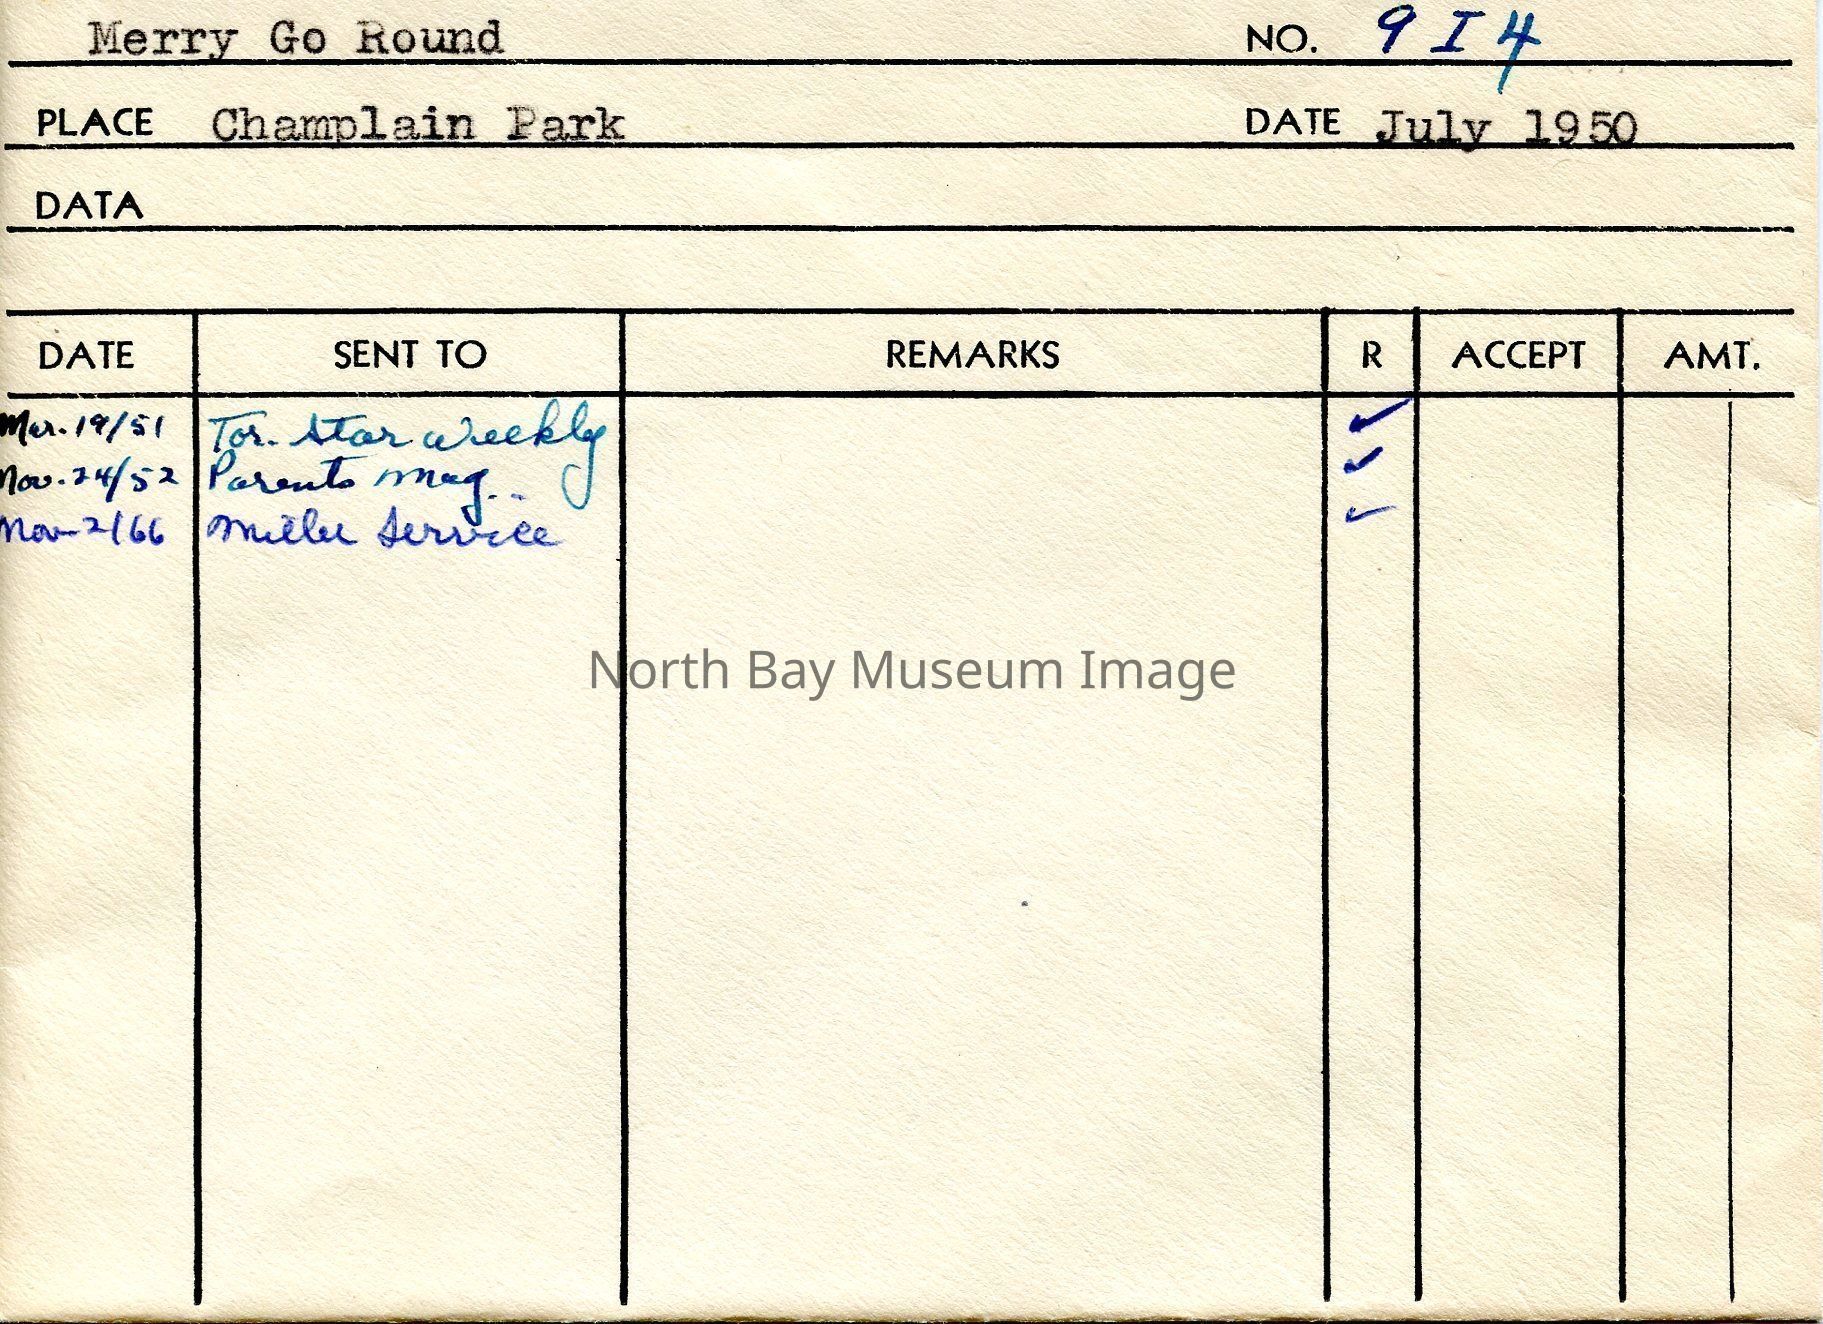 Merry Go Round NO. 9 I 4
PLACE Champlain Park DATE July 1950
DATA
DATE SENT TO REMARKS R ACCEPT AMT.
Mar. 19/51 Tor. Star Weekly ✓
Nov. 24/52 Parents Mag. ✓
Nov 2/66 Miller Service ✓
North Bay Museum Image